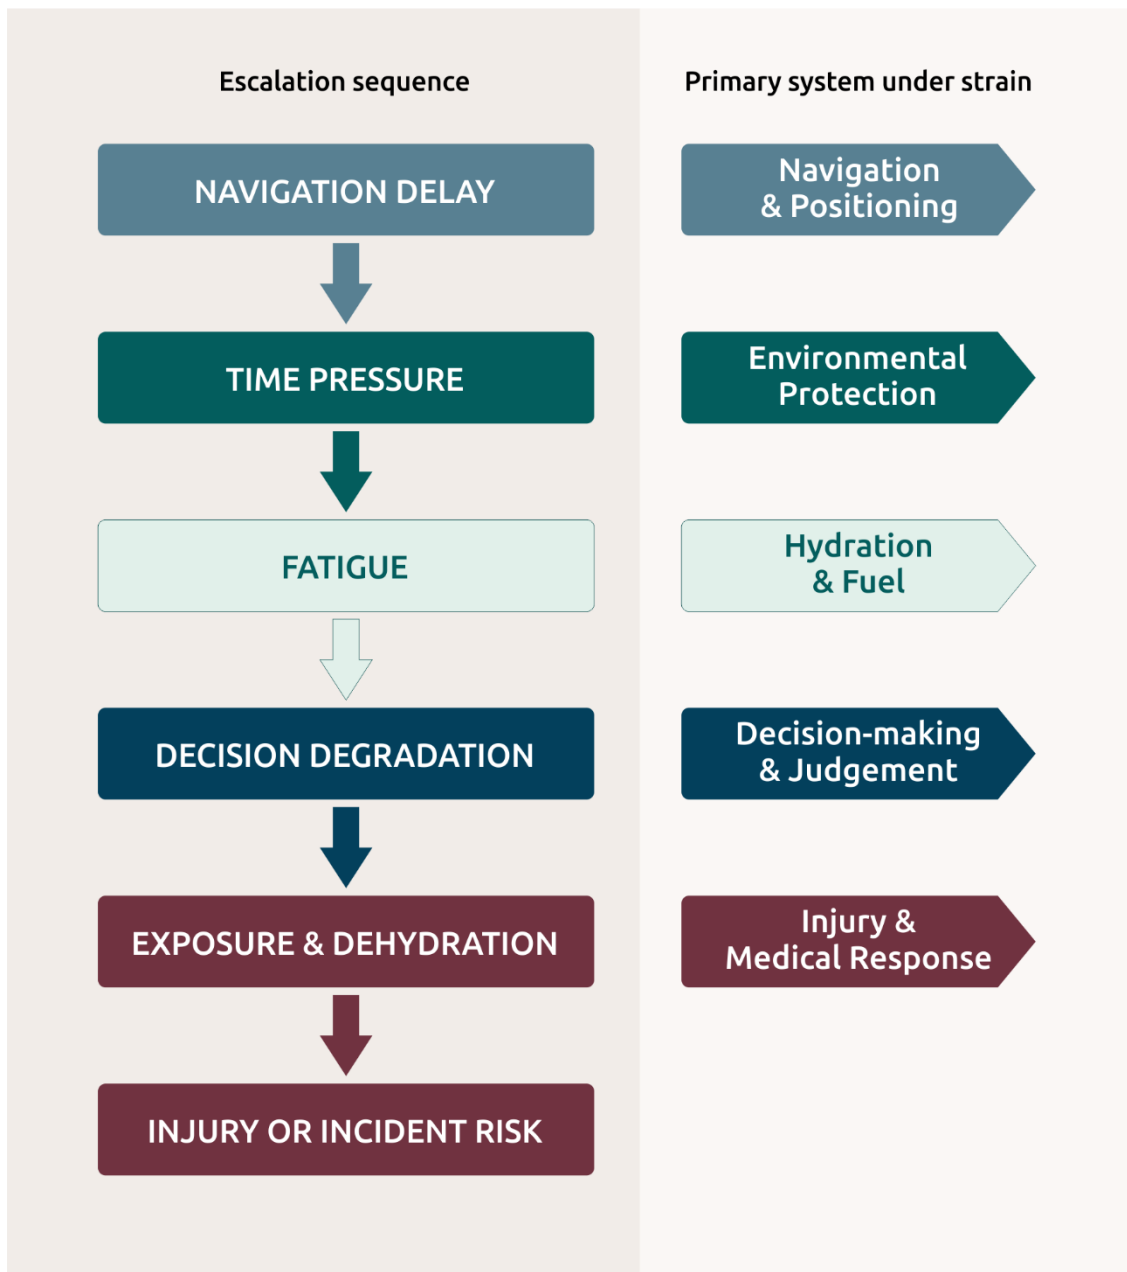 Escalation sequence
Primary system under strain
NAVIGATION DELAY
Navigation
& Positioning
TIME PRESSURE
Environmental
Protection
FATIGUE
Hydration
& Fuel
DECISION DEGRADATION
Decision-making
& Judgement
EXPOSURE & DEHYDRATION
Injury &
Medical Response
INJURY OR INCIDENT RISK